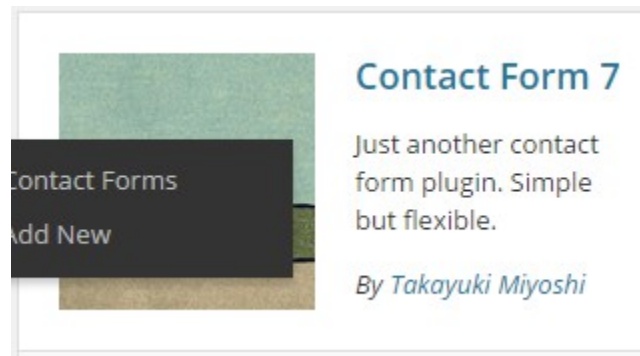 Contact Form 7
Just another contact
form plugin. Simple
but flexible.
By Takayuki Miyoshi
Contact Forms
Add New